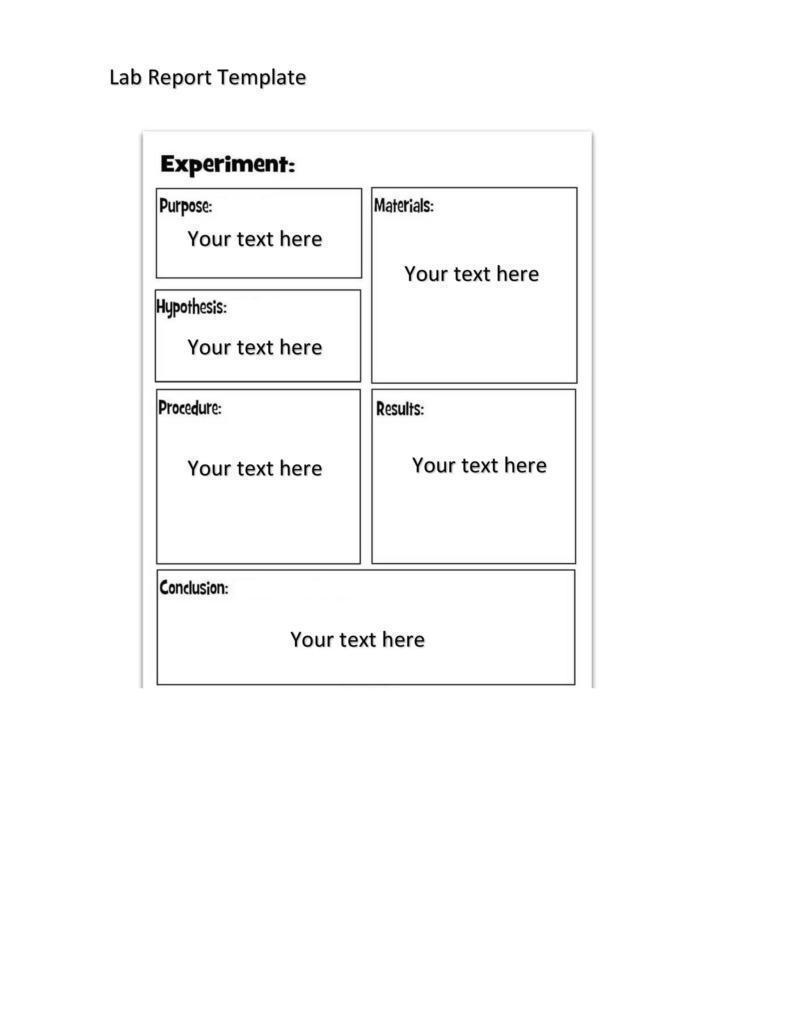 Lab Report Template
Experiment:
Purpose:
Your text here
Hypothesis:
Your text here
Materials:
Your text here
Procedure:
Your text here
Results:
Your text here
Conclusion:
Your text here